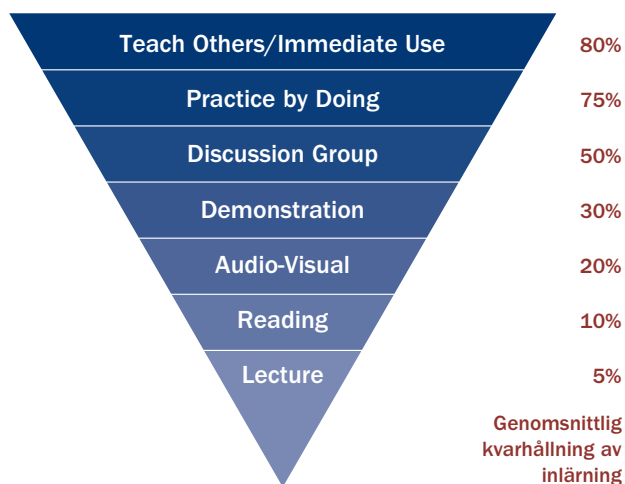 Teach Others/Immediate Use 80%
Practice by Doing 75%
Discussion Group 50%
Demonstration 30%
Audio-Visual 20%
Reading 10%
Lecture 5%
Genomsnittlig
kvarhållning av
inlärning